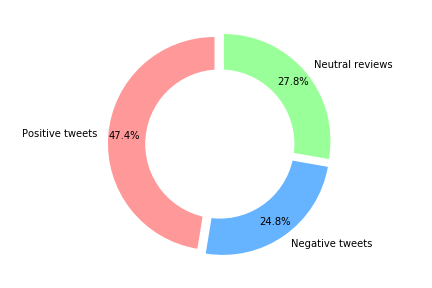 Neutral reviews
27.8%
Positive tweets
47.4%
24.8%
Negative tweets